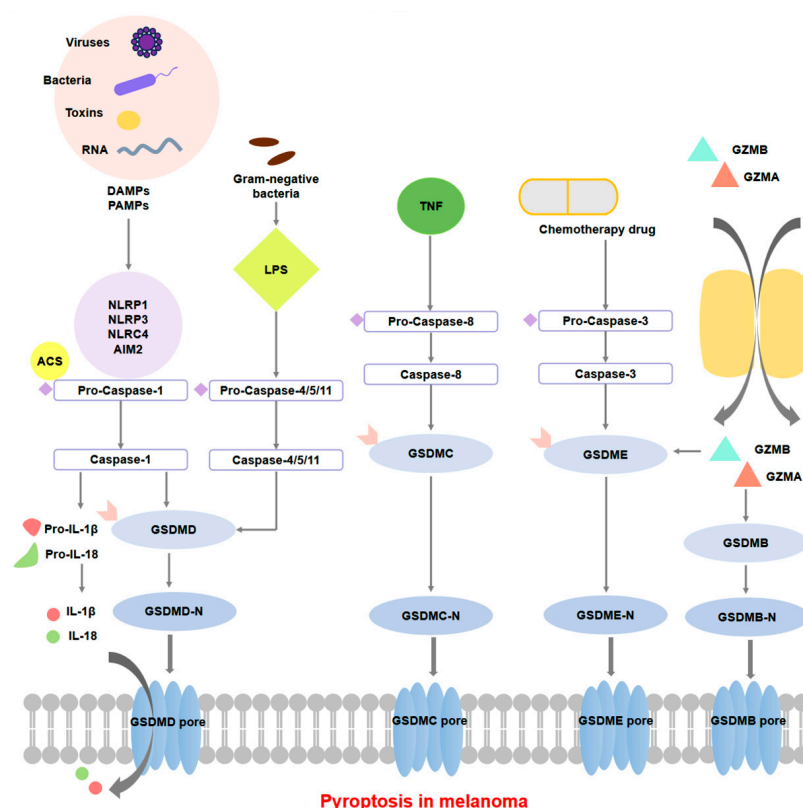 Viruses
Bacteria
Toxins
RNA
DAMPs
PAMPs
NLRP1
NLRP3
NLRC4
AIM2
ACS
Pro-Caspase-1
Caspase-1
Pro-IL-1β
Pro-IL-18
IL-1β
IL-18
GSDMD
GSDMD-N
GSDMD pore
Gram-negative
bacteria
LPS
Pro-Caspase-4/5/11
Caspase-4/5/11
TNF
Pro-Caspase-8
Caspase-8
GSDMC
GSDMC-N
GSDMC pore
Chemotherapy drug
Pro-Caspase-3
Caspase-3
GSDME
GSDME-N
GSDME pore
GZMB
GZMA
GZMB
GZMA
GSDMB
GSDMB-N
GSDMB pore
Pyroptosis in melanoma